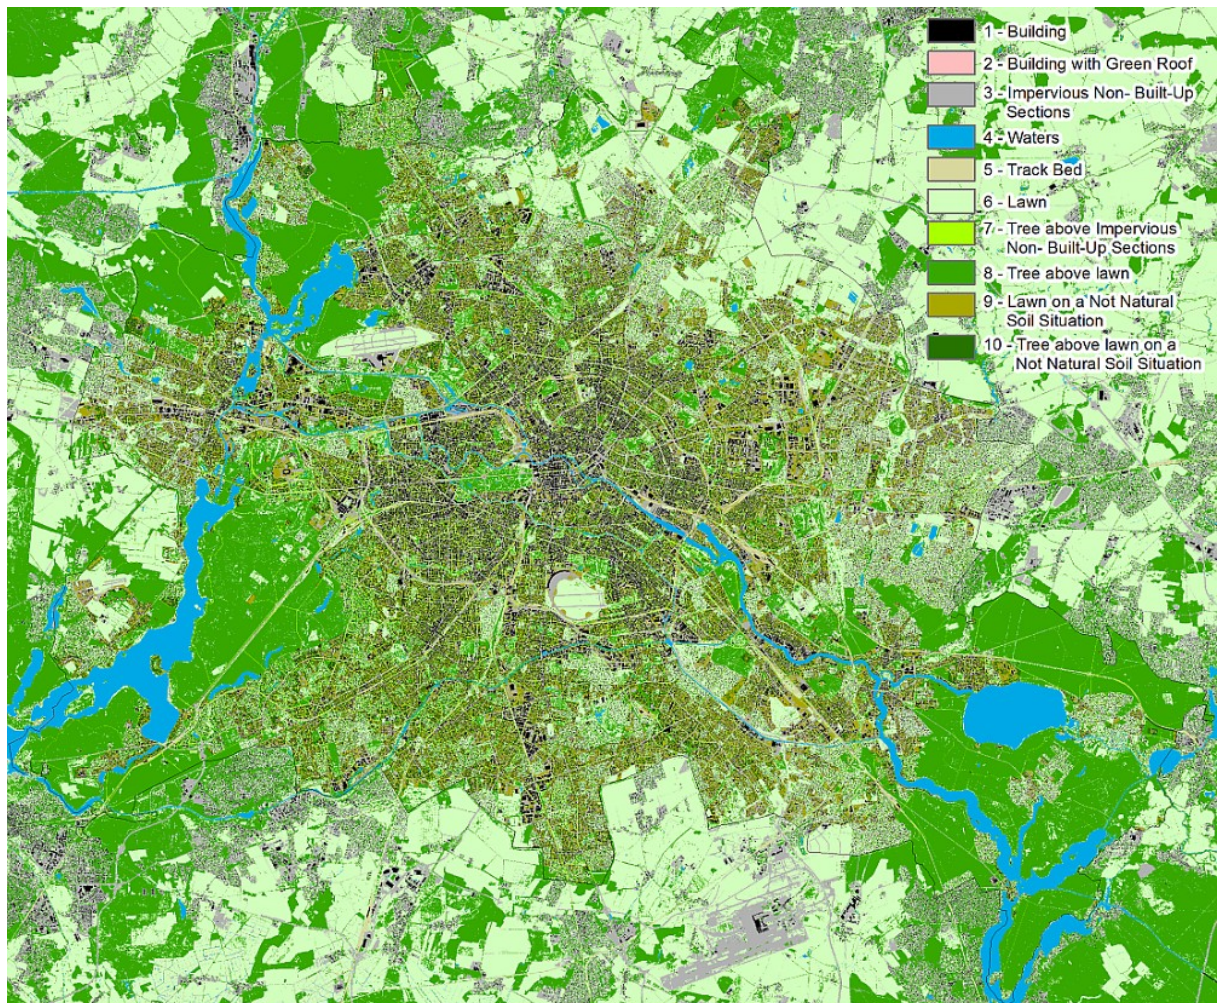 1 - Building
2 - Building with Green Roof
3 - Impervious Non- Built-Up
Sections
4 - Waters
5 - Track Bed
6 - Lawn
7 - Tree above Impervious
Non- Built-Up Sections
8 - Tree above lawn
9 - Lawn on a Not Natural
Soil Situation
10 - Tree above lawn on a
Not Natural Soil Situation